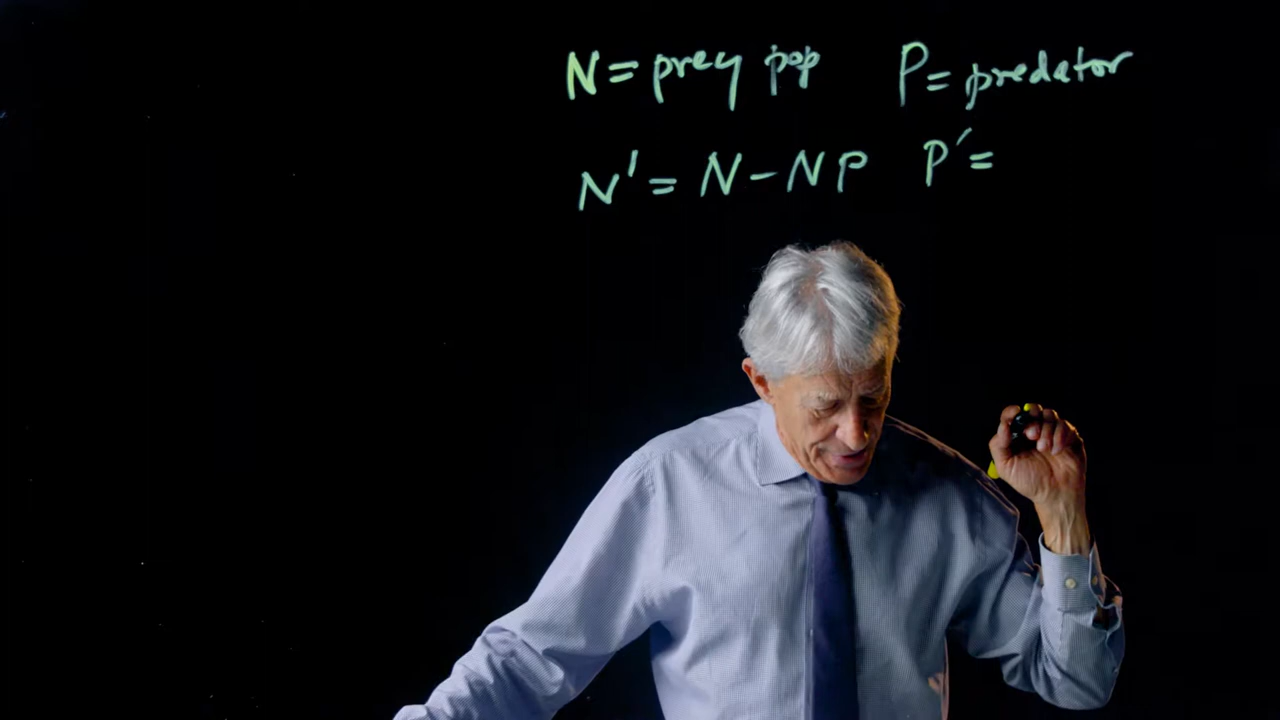 N = prey pop P = predator
N' = N - NP P' =